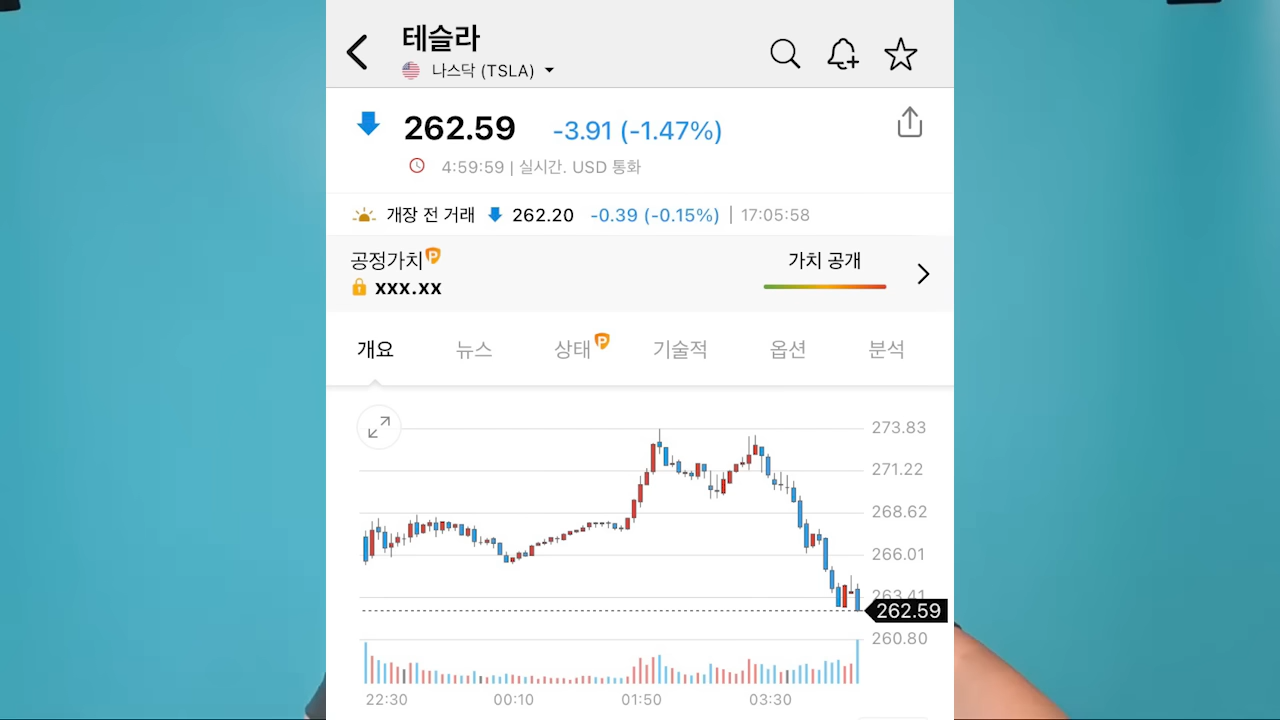 테슬라
나스닥 (TSLA)
262.59 -3.91 (-1.47%)
4:59:59 | 실시간. USD 통화
개장 전 거래 262.20 -0.39 (-0.15%) | 17:05:58
공정가치 P 가치 공개
xxx.xx
개요 뉴스 상태 P 기술적 옵션 분석
273.83
271.22
268.62
266.01
263.41
262.59
260.80
22:30 00:10 01:50 03:30